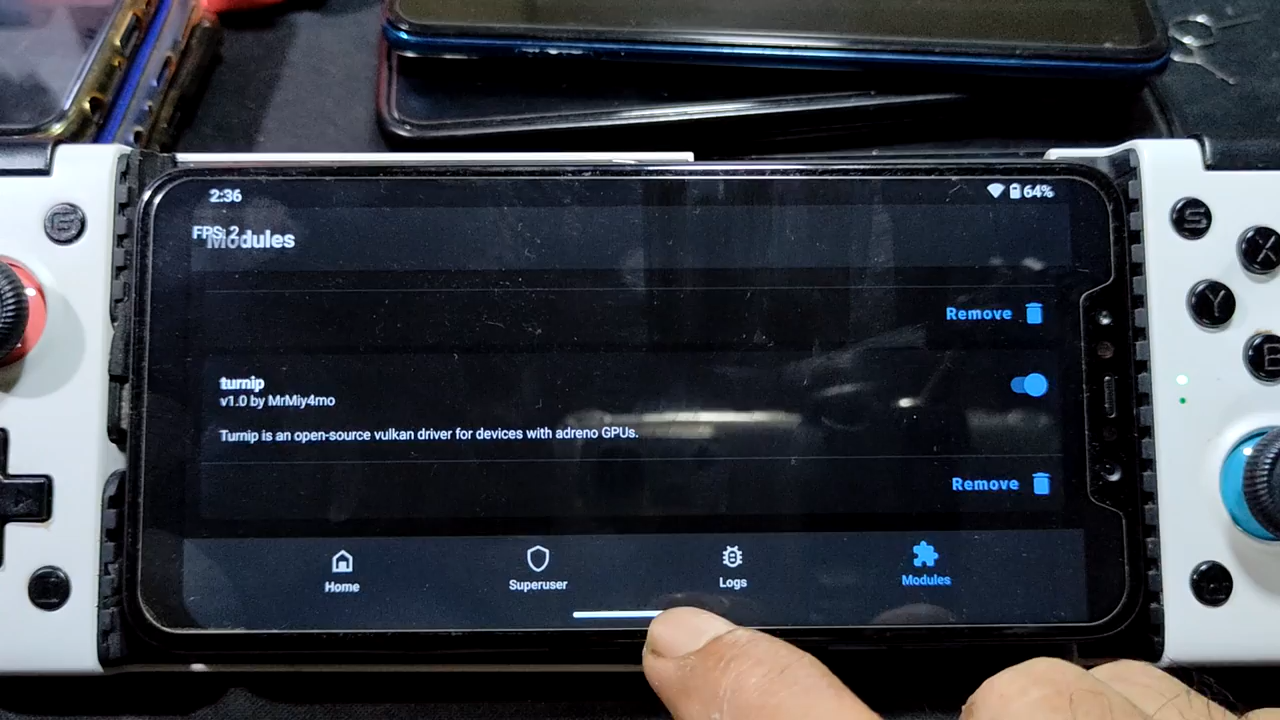 2:36
64%
FPS: 2
Modules
Remove
turnip
v1.0 by MrMiy4mo
Turnip is an open-source vulkan driver for devices with adreno GPUs.
Remove
Home
Superuser
Logs
Modules
G
S
X
Y
B